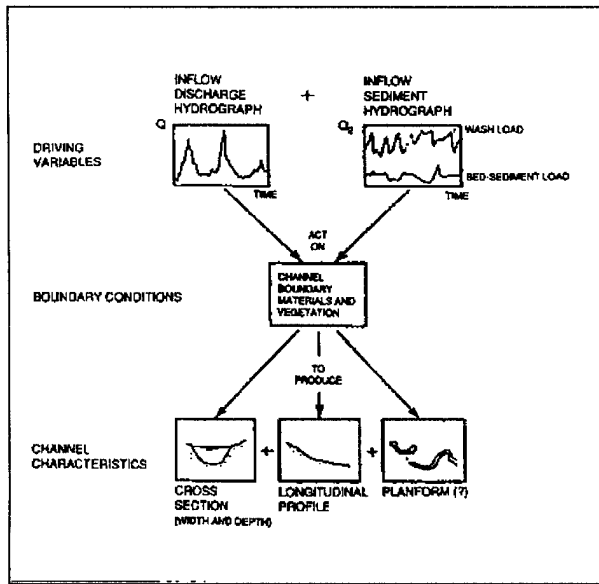 INFLOW
DISCHARGE
HYDROGRAPH
+
INFLOW
SEDIMENT
HYDROGRAPH
DRIVING
VARIABLES
Q
TIME
Qs
WASH LOAD
BED-SEDIMENT LOAD
TIME
ACT
ON
BOUNDARY CONDITIONS
CHANNEL
BOUNDARY
MATERIALS AND
VEGETATION
TO
PRODUCE
CHANNEL
CHARACTERISTICS
+
+
CROSS
SECTION
(WIDTH AND DEPTH)
LONGITUDINAL
PROFILE
PLANFORM (?)